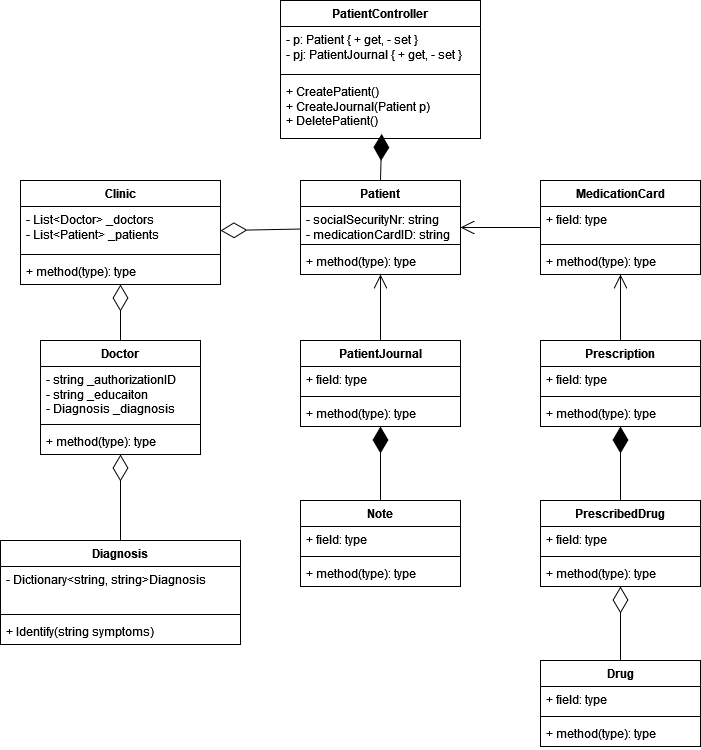 PatientController
- p: Patient { + get, - set }
- pj: PatientJournal { + get, - set }
+ CreatePatient()
+ CreateJournal(Patient p)
+ DeletePatient()
Clinic
- List<Doctor> _doctors
- List<Patient> _patients
+ method(type): type
Patient
- socialSecurityNr: string
- medicationCardID: string
+ method(type): type
MedicationCard
+ field: type
+ method(type): type
Doctor
- string _authorizationID
- string _educaiton
- Diagnosis _diagnosis
+ method(type): type
PatientJournal
+ field: type
+ method(type): type
Prescription
+ field: type
+ method(type): type
Diagnosis
- Dictionary<string, string>Diagnosis
+ Identify(string symptoms)
Note
+ field: type
+ method(type): type
PrescribedDrug
+ field: type
+ method(type): type
Drug
+ field: type
+ method(type): type